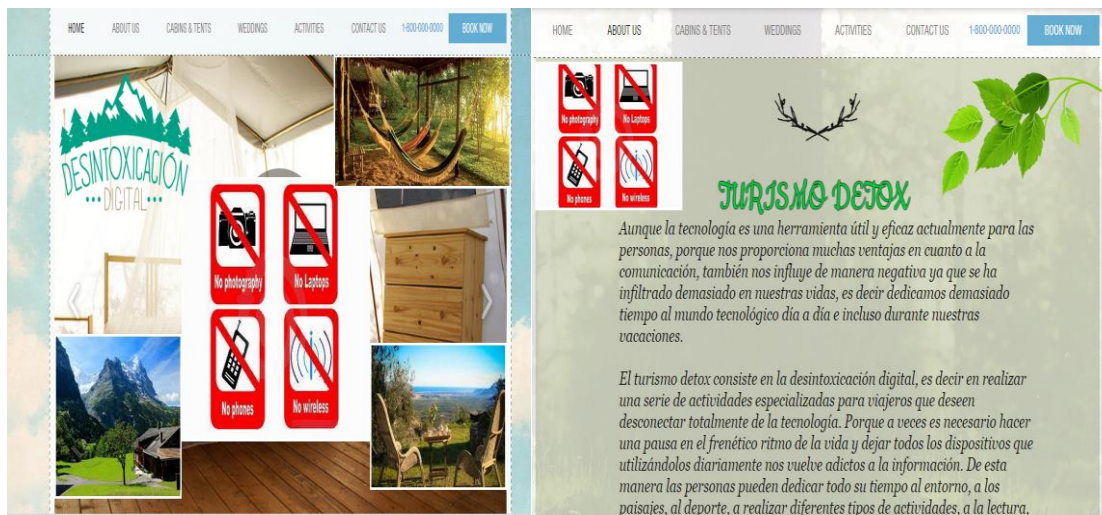 HOME ABOUT US CABINS & TENTS WEDDINGS ACTIVITIES CONTACT US 1-800-000-0000 BOOK NOW
DESINTOXICACIÓN
DIGITAL
No photography No Laptops
No phones No wireless
HOME ABOUT US CABINS & TENTS WEDDINGS ACTIVITIES CONTACT US 1-800-000-0000 BOOK NOW
No photography No Laptops
No phones No wireless
TURISMO DETOX
Aunque la tecnología es una herramienta útil y eficaz actualmente para las
personas, porque nos proporciona muchas ventajas en cuanto a la
comunicación, también nos influye de manera negativa ya que se ha
infiltrado demasiado en nuestras vidas, es decir dedicamos demasiado
tiempo al mundo tecnológico día a día e incluso durante nuestras
vacaciones.
El turismo detox consiste en la desintoxicación digital, es decir en realizar
una serie de actividades especializadas para viajeros que deseen
desconectar totalmente de la tecnología. Porque a veces es necesario hacer
una pausa en el frenético ritmo de la vida y dejar todos los dispositivos que
utilizándolos diariamente nos vuelve adictos a la información. De esta
manera las personas pueden dedicar todo su tiempo al entorno, a los
paisajes, al deporte, a realizar diferentes tipos de actividades, a la lectura,